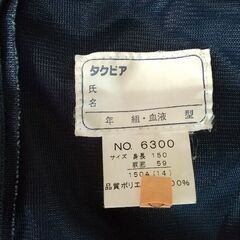 タクピア
氏
名
年 組・血液 型
NO. 6300
サイズ 身長 150
胸囲 59
150A (14)
品質ポリエ 00%